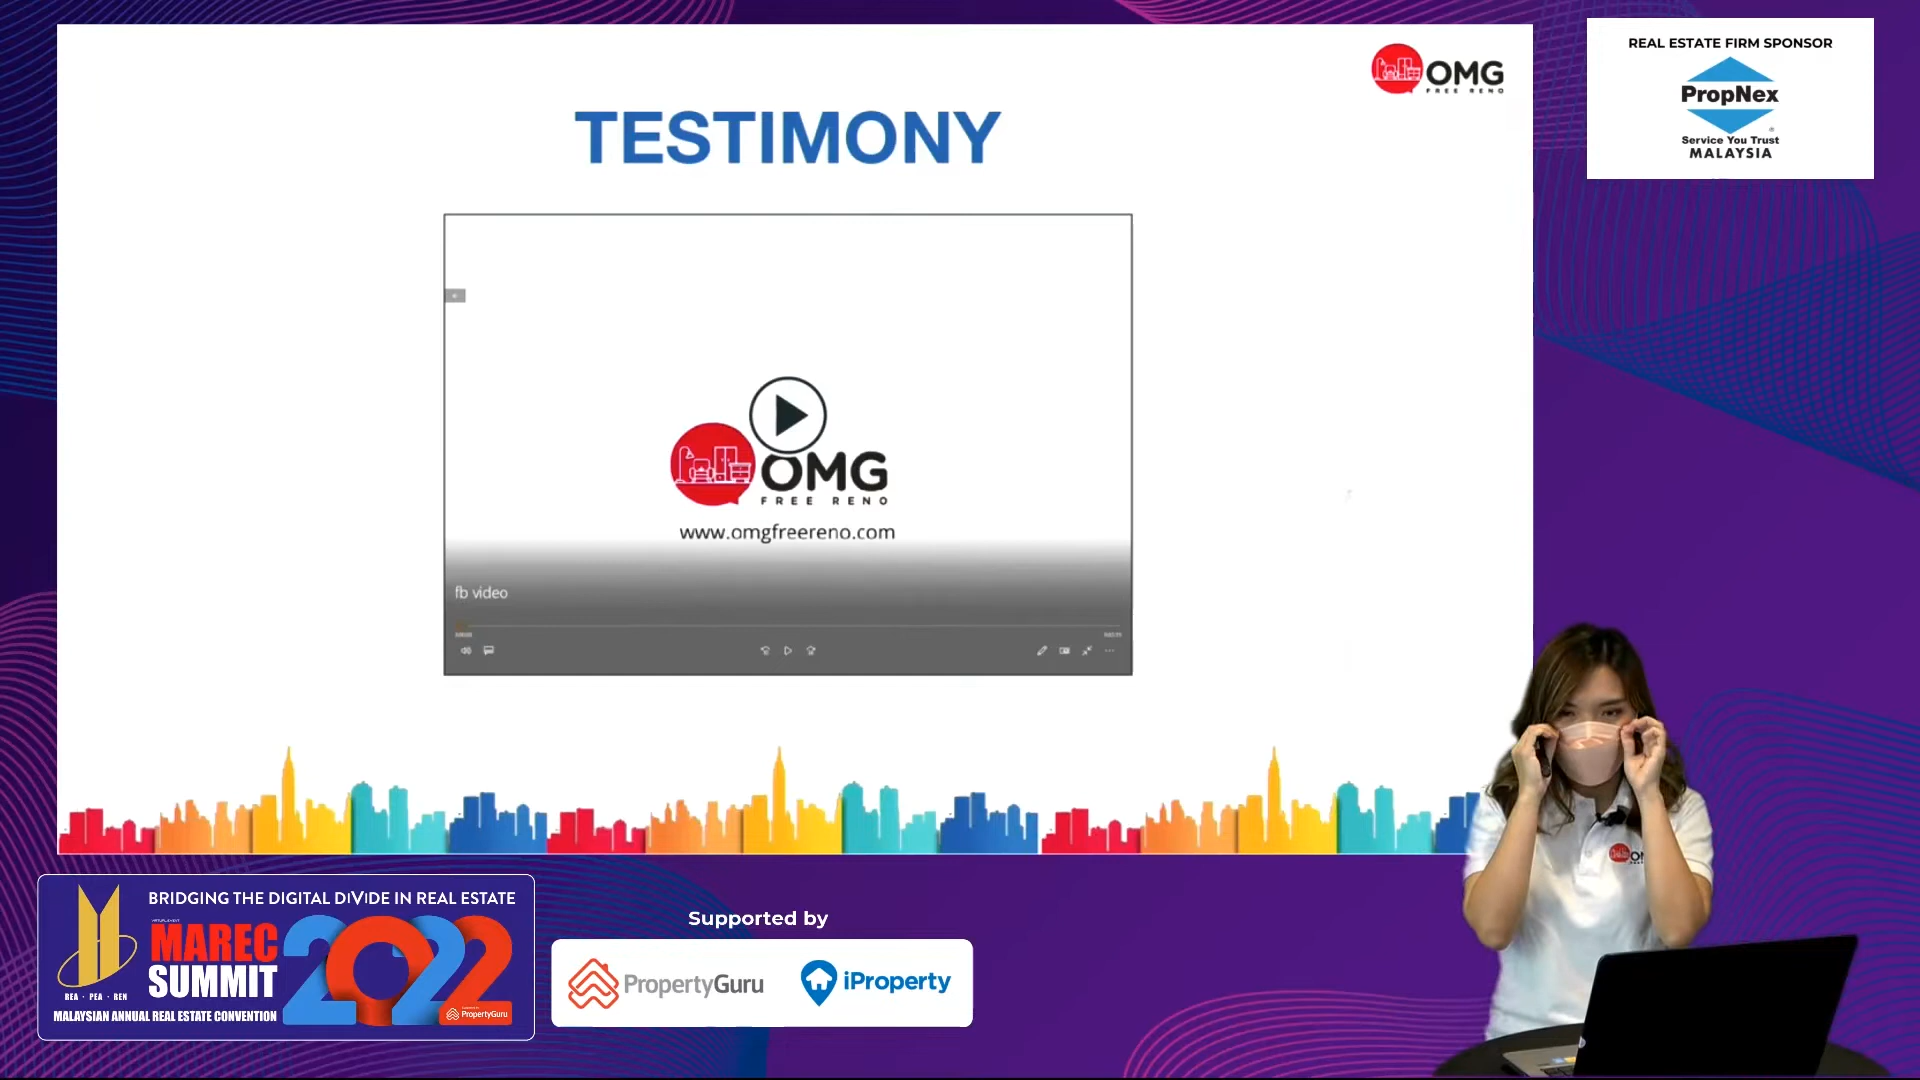 OMG
FREE RENO
TESTIMONY
OMG
FREE RENO
www.omgfreereno.com
fb video
REAL ESTATE FIRM SPONSOR
PropNex
Service You Trust
MALAYSIA
BRIDGING THE DIGITAL DIVIDE IN REAL ESTATE
MAREC
SUMMIT
2022
REA · PEA · REN
MALAYSIAN ANNUAL REAL ESTATE CONVENTION
PropertyGuru
Supported by
PropertyGuru
iProperty